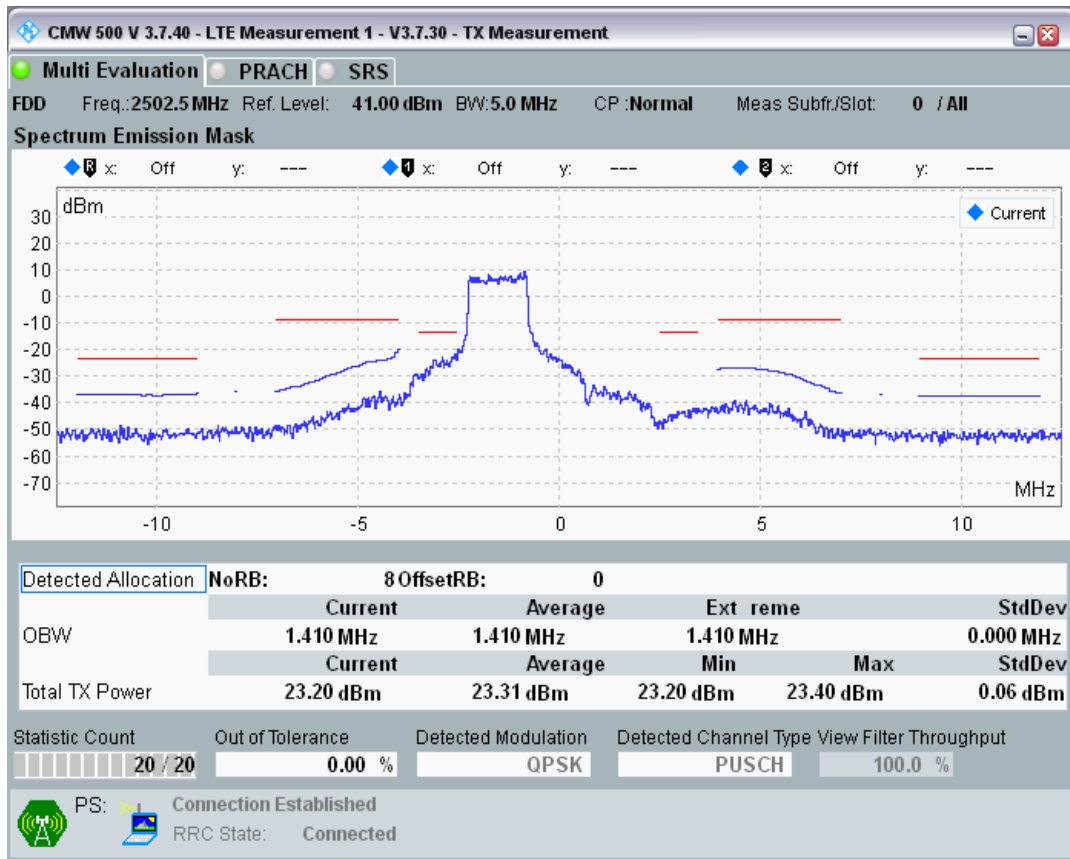 CMW 500 V 3.7.40 - LTE Measurement 1 - V3.7.30 - TX Measurement
Multi Evaluation PRACH SRS
FDD Freq.:2502.5 MHz Ref. Level: 41.00 dBm BW:5.0 MHz CP :Normal Meas Subfr./Slot: 0 / All
Spectrum Emission Mask
R x: Off y: --- 1 x: Off y: --- 2 x: Off y: ---
dBm
Current
30
20
10
0
-10
-20
-30
-40
-50
-60
-70
MHz
-10 -5 0 5 10
Detected Allocation NoRB: 8 OffsetRB: 0
Current Average Ext reme StdDev
OBW 1.410 MHz 1.410 MHz 1.410 MHz 0.000 MHz
Current Average Min Max StdDev
Total TX Power 23.20 dBm 23.31 dBm 23.20 dBm 23.40 dBm 0.06 dBm
Statistic Count Out of Tolerance Detected Modulation Detected Channel Type View Filter Throughput
20 / 20 0.00 % QPSK PUSCH 100.0 %
PS: Connection Established
RRC State: Connected